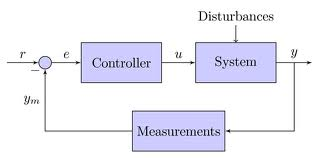 Disturbances
r
e
Controller
u
System
y
−
y_m
Measurements